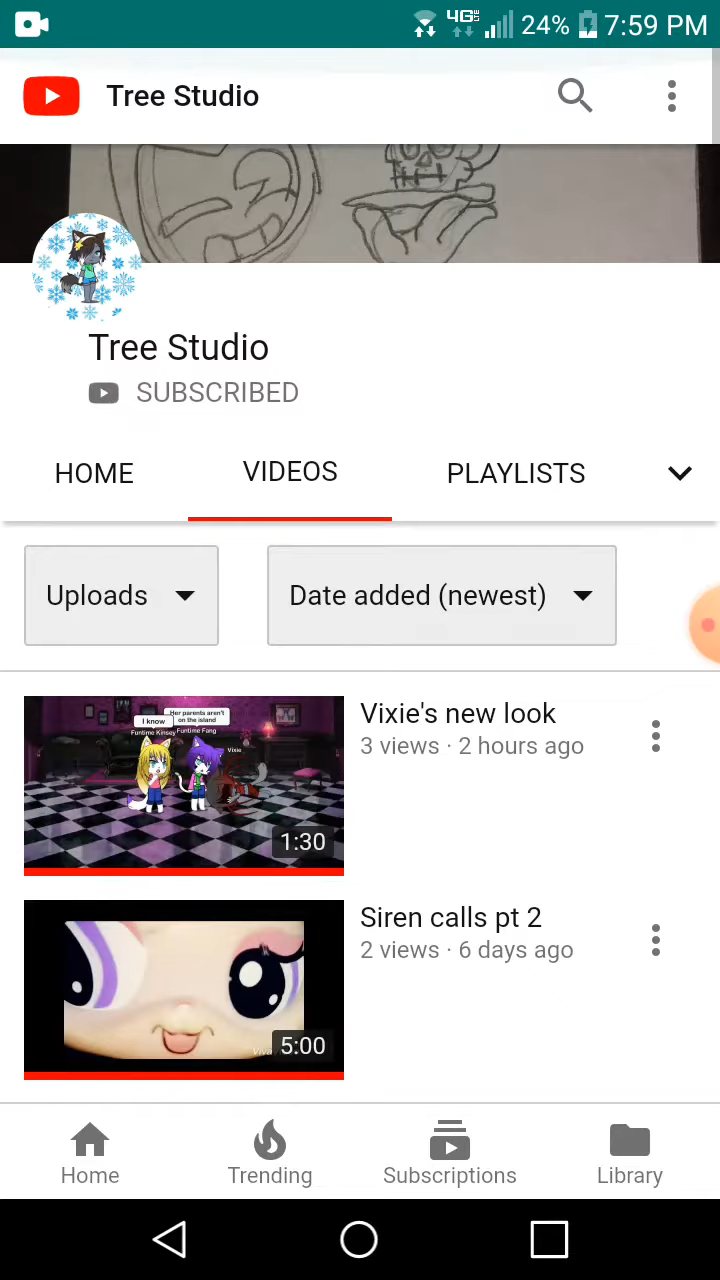 4G LTE 24% 7:59 PM
Tree Studio
Tree Studio
SUBSCRIBED
HOME VIDEOS PLAYLISTS
Uploads Date added (newest)
I know
Her parents aren't
on the island
Funtime Kinsey Funtime Fang
Vixie
1:30
Vixie's new look
3 views · 2 hours ago
5:00
Siren calls pt 2
2 views · 6 days ago
Home Trending Subscriptions Library